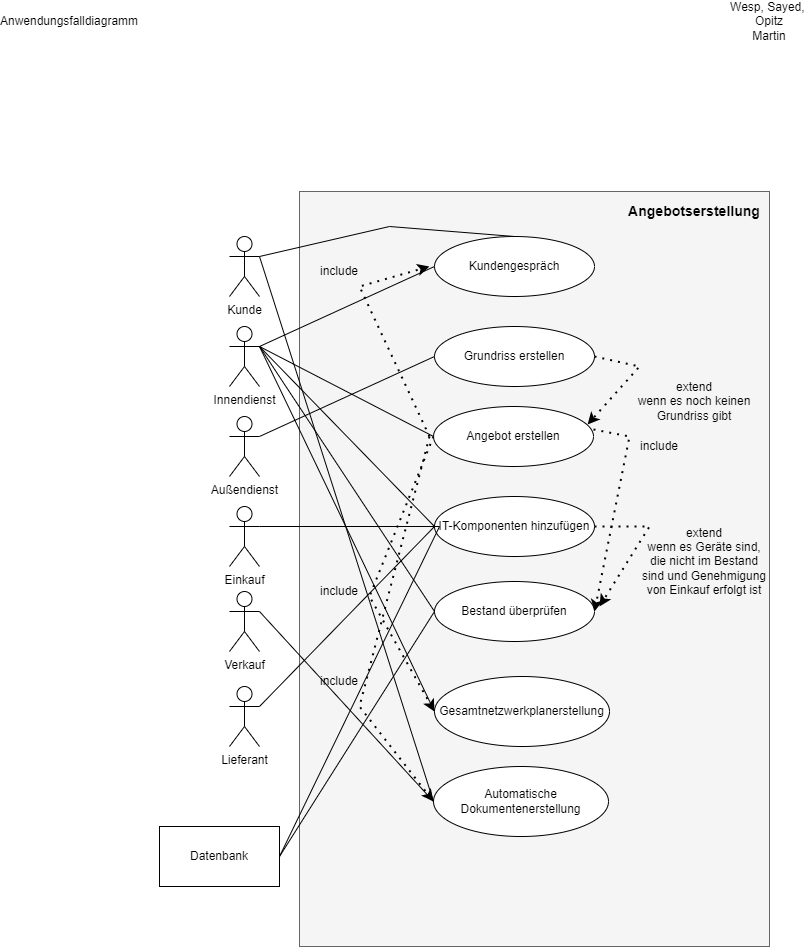 Anwendungsfalldiagramm
Wesp, Sayed,
Opitz
Martin
Angebotserstellung
Kunde
include
Kundengespräch
Innendienst
Grundriss erstellen
extend
wenn es noch keinen
Grundriss gibt
Außendienst
Angebot erstellen
include
Einkauf
IT-Komponenten hinzufügen
extend
wenn es Geräte sind,
die nicht im Bestand
sind und Genehmigung
von Einkauf erfolgt ist
include
Bestand überprüfen
Verkauf
include
Gesamtnetzwerkplanerstellung
Lieferant
Automatische
Dokumentenerstellung
Datenbank